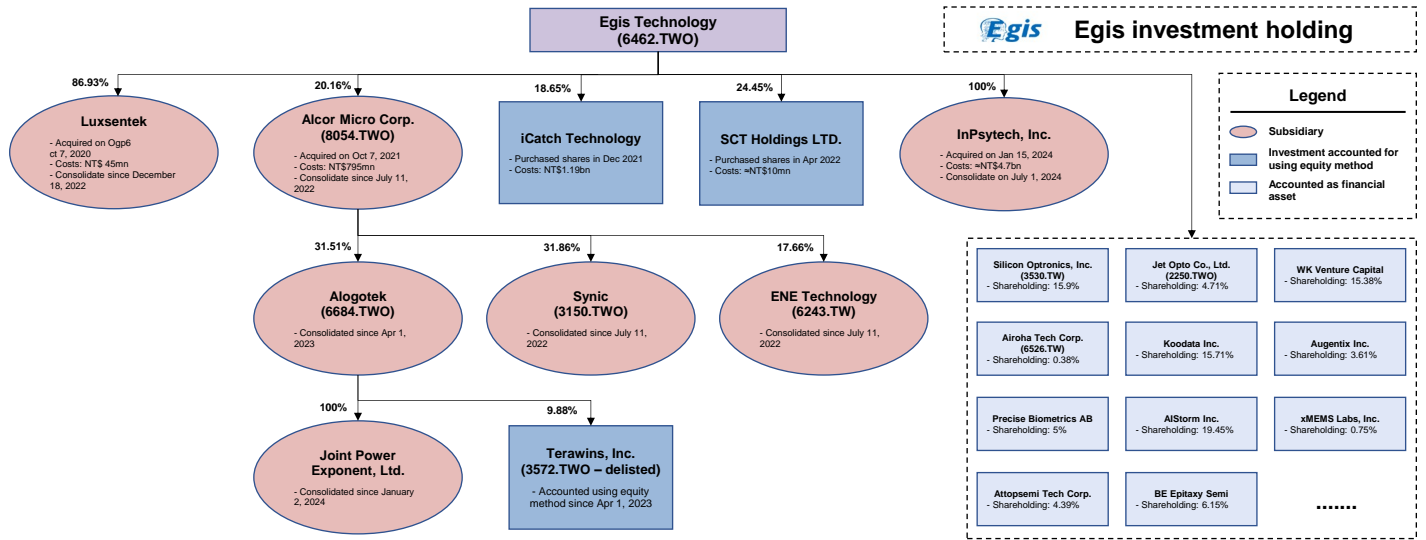 Egis Technology
(6462.TWO)
Egis
Egis investment holding
86.93%
20.16%
18.65%
24.45%
100%
Luxsentek
- Acquired on Ogp6
ct 7, 2020
- Costs: NT$ 45mn
- Consolidate since December
18, 2022
Alcor Micro Corp.
(8054.TWO)
- Acquired on Oct 7, 2021
- Costs: NT$795mn
- Consolidate since July 11,
2022
iCatch Technology
- Purchased shares in Dec 2021
- Costs: NT$1.19bn
SCT Holdings LTD.
- Purchased shares in Apr 2022
- Costs: ≈NT$10mn
InPsytech, Inc.
- Acquired on Jan 15, 2024
- Costs: ≈NT$4.7bn
- Consolidate on July 1, 2024
Legend
Subsidiary
Investment accounted for
using equity method
Accounted as financial
asset
31.51%
31.86%
17.66%
Alogotek
(6684.TWO)
- Consolidated since Apr 1,
2023
Synic
(3150.TWO)
- Consolidated since July 11,
2022
ENE Technology
(6243.TW)
- Consolidated since July 11,
2022
100%
9.88%
Joint Power
Exponent, Ltd.
- Consolidated since January
2, 2024
Terawins, Inc.
(3572.TWO – delisted)
- Accounted using equity
method since Apr 1, 2023
Silicon Optronics, Inc.
(3530.TW)
- Shareholding: 15.9%
Jet Opto Co., Ltd.
(2250.TWO)
- Shareholding: 4.71%
WK Venture Capital
- Shareholding: 15.38%
Airoha Tech Corp.
(6526.TW)
- Shareholding: 0.38%
Koodata Inc.
- Shareholding: 15.71%
Augentix Inc.
- Shareholding: 3.61%
Precise Biometrics AB
- Shareholding: 5%
AIStorm Inc.
- Shareholding: 19.45%
xMEMS Labs, Inc.
- Shareholding: 0.75%
Attopsemi Tech Corp.
- Shareholding: 4.39%
BE Epitaxy Semi
- Shareholding: 6.15%
.......